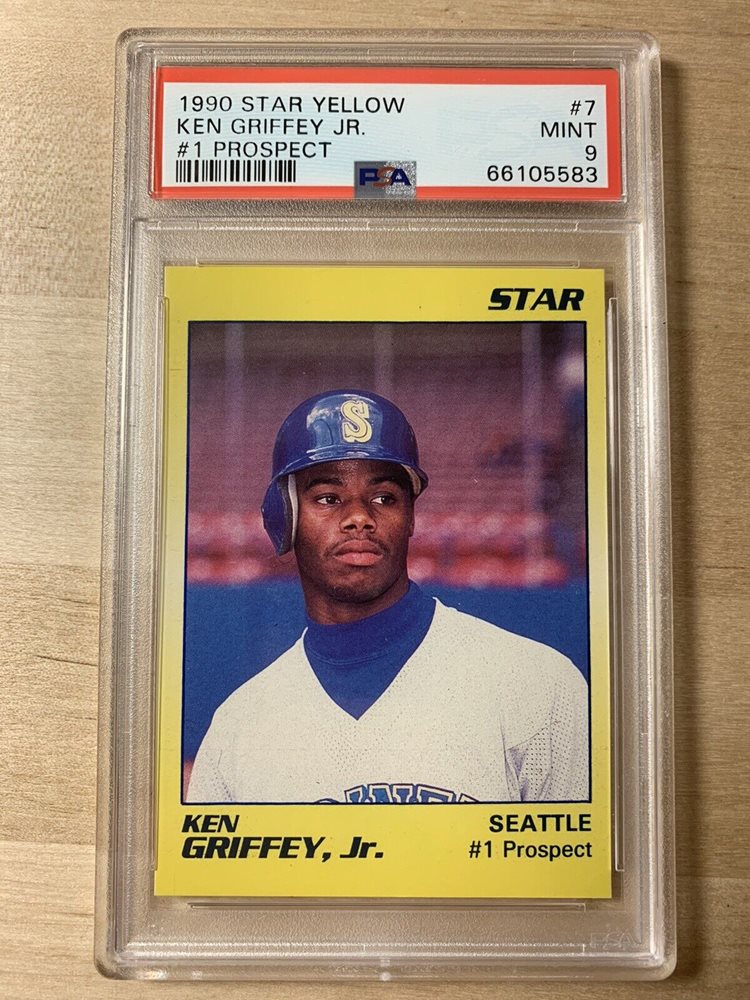 1990 STAR YELLOW #7
KEN GRIFFEY JR. MINT
#1 PROSPECT 9
PSA 66105583
STAR
S
KEN SEATTLE
GRIFFEY, Jr. #1 Prospect